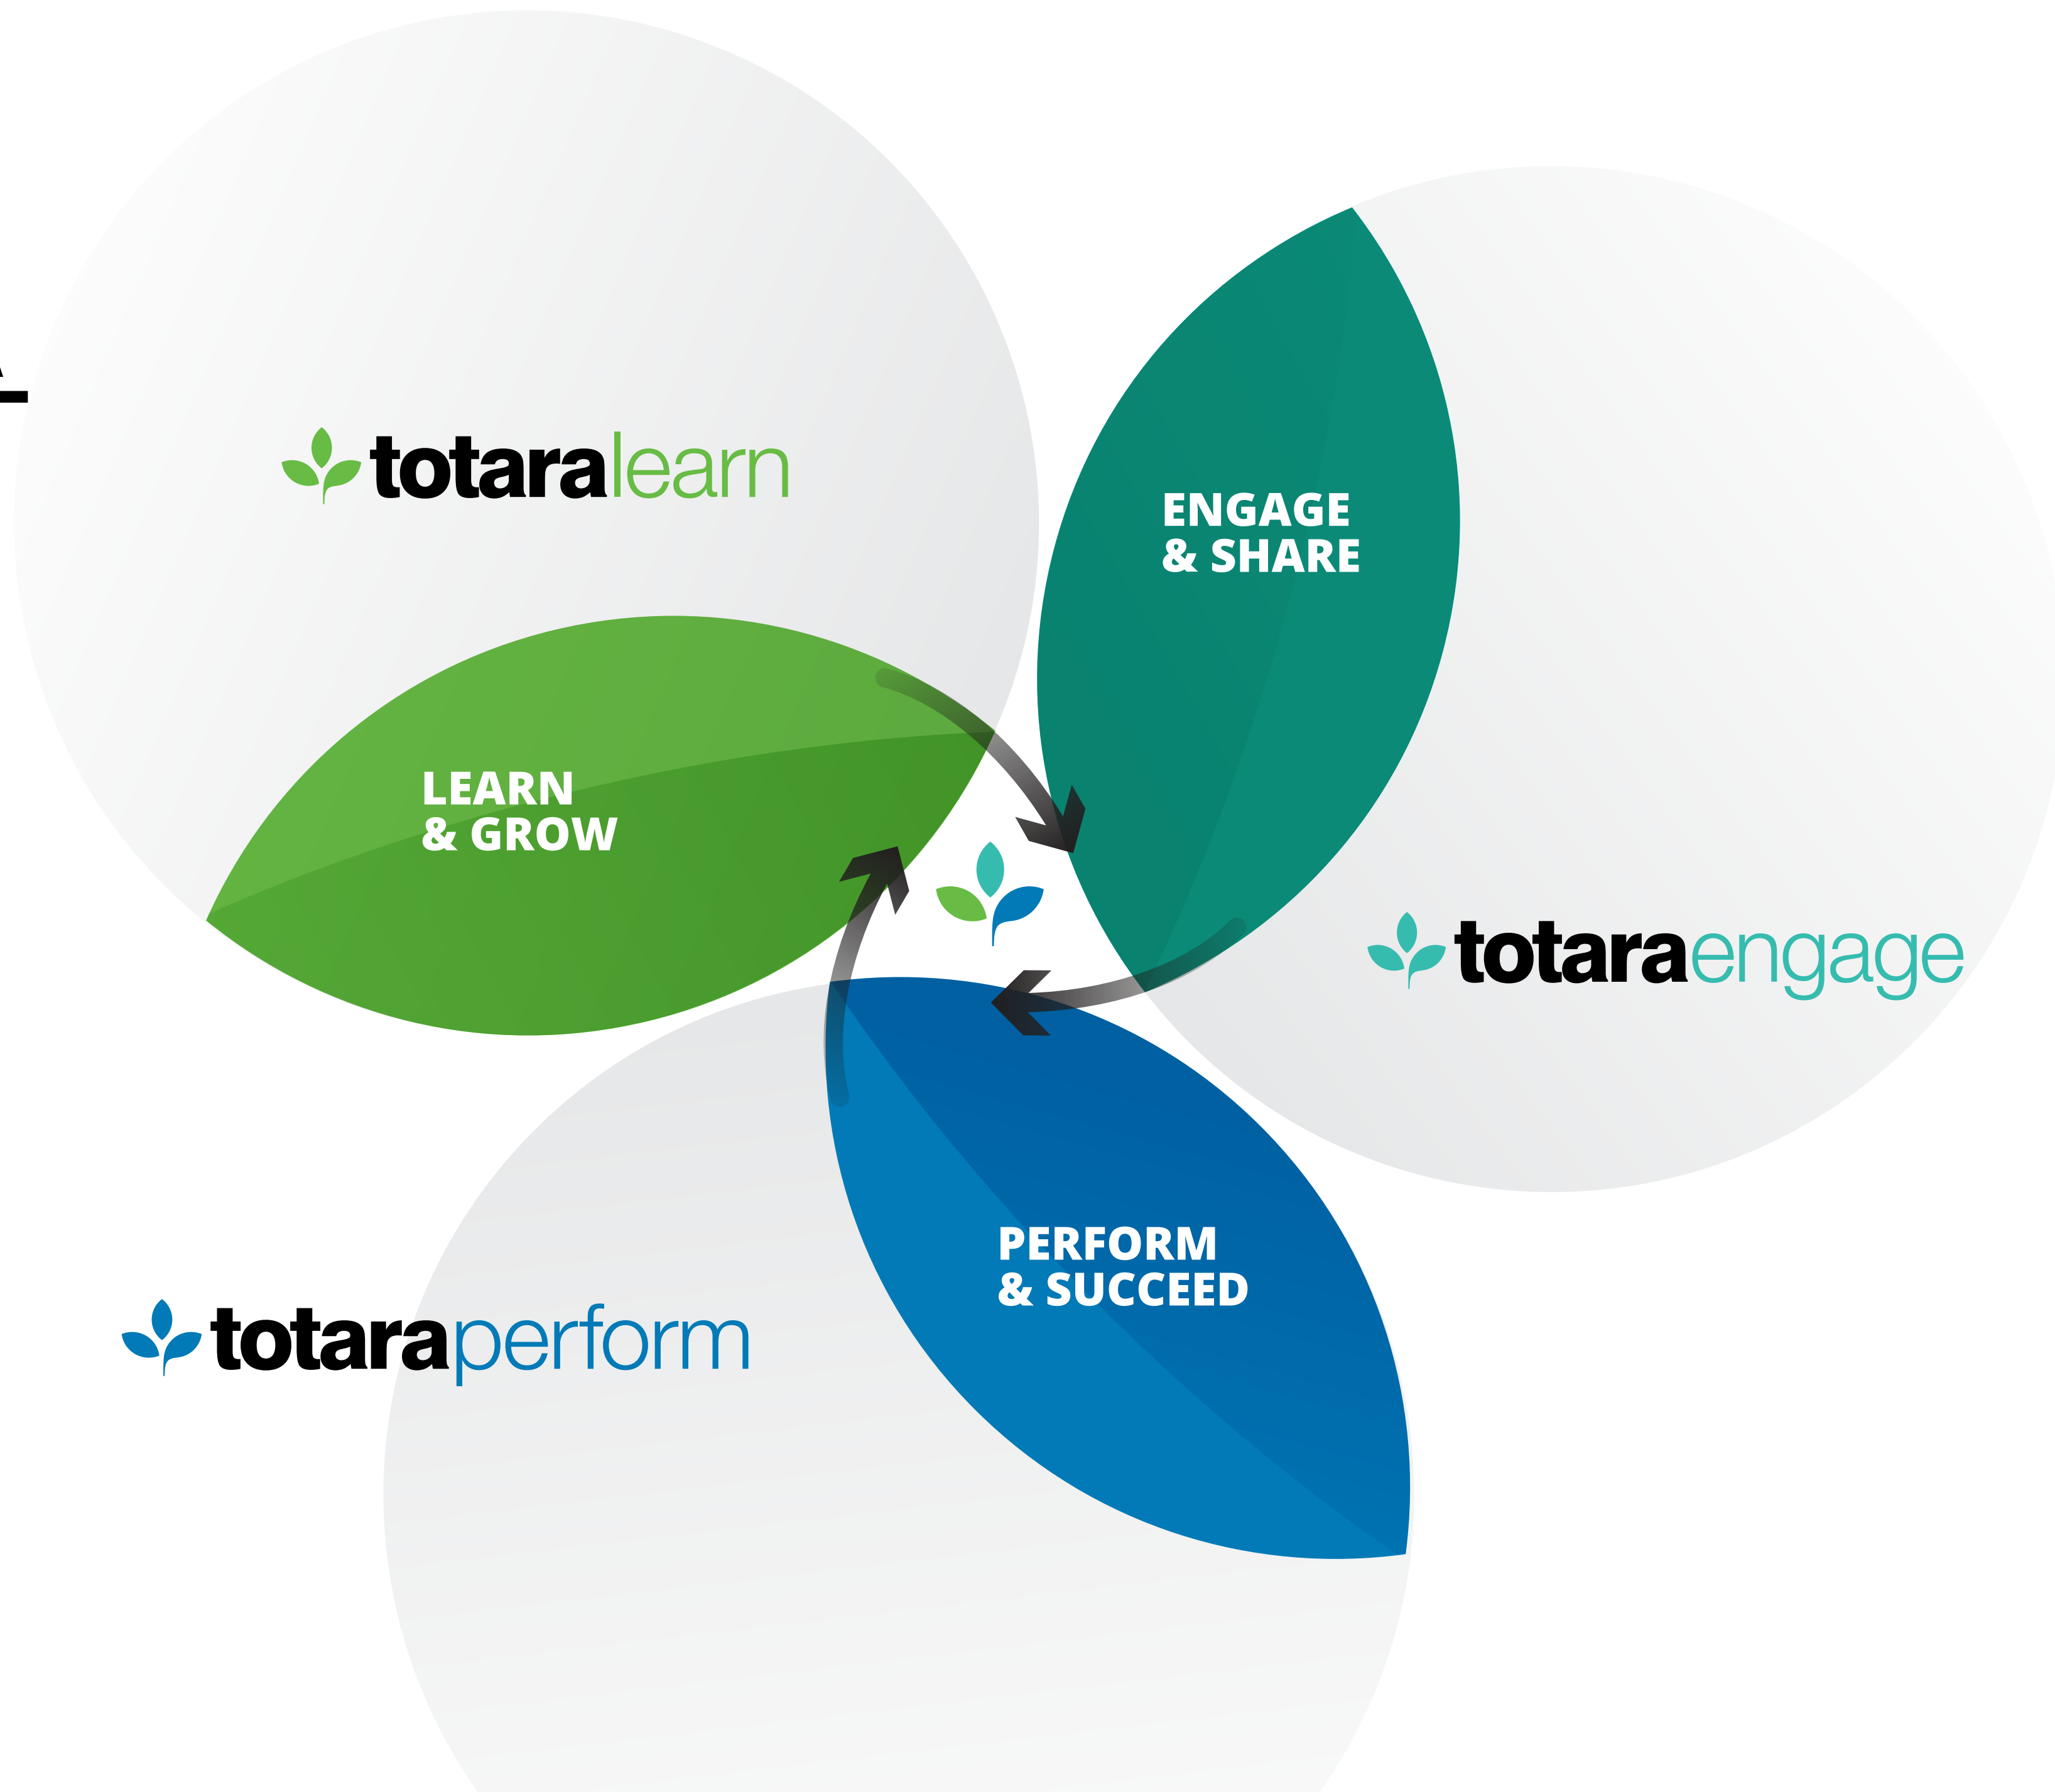 totaralearn
ENGAGE
& SHARE
LEARN
& GROW
totaraengage
PERFORM
& SUCCEED
totaraperform